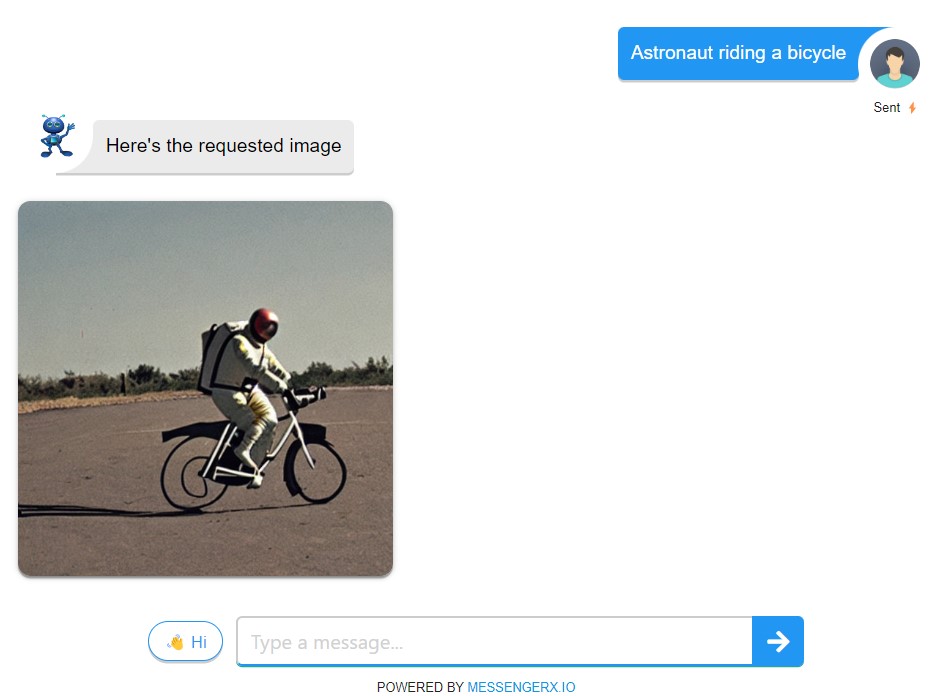 Astronaut riding a bicycle
Sent
Here's the requested image
Hi
Type a message...
POWERED BY MESSENGERX.IO